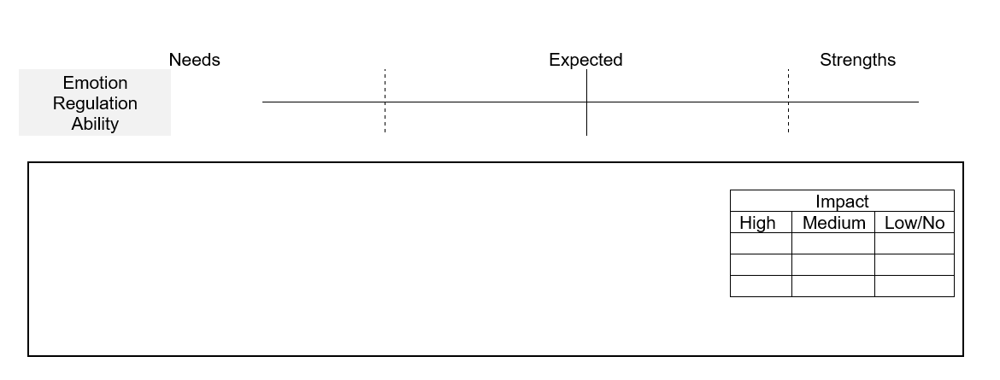 Needs Expected Strengths
Emotion
Regulation
Ability
Impact
High Medium Low/No